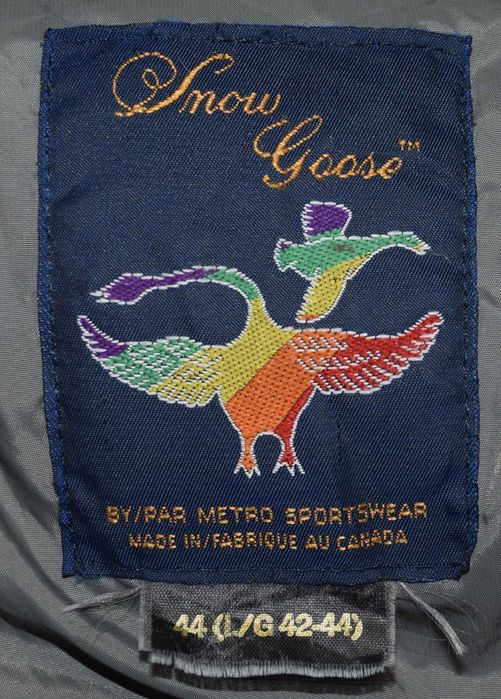 Snow
Goose™
BY/PAR METRO SPORTSWEAR
MADE IN/FABRIQUE AU CANADA
44 (L/G 42-44)